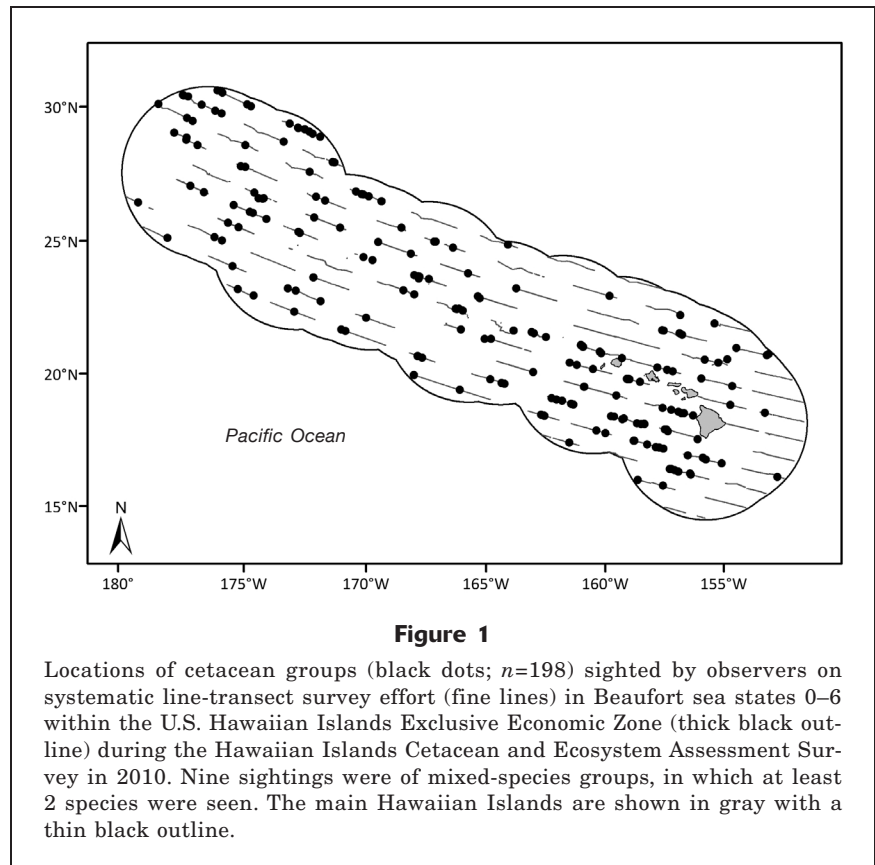 30°N
25°N
20°N
Pacific Ocean
15°N
N
180°
175°W
170°W
165°W
160°W
155°W
Figure 1
Locations of cetacean groups (black dots; n=198) sighted by observers on
systematic line-transect survey effort (fine lines) in Beaufort sea states 0–6
within the U.S. Hawaiian Islands Exclusive Economic Zone (thick black out-
line) during the Hawaiian Islands Cetacean and Ecosystem Assessment Sur-
vey in 2010. Nine sightings were of mixed-species groups, in which at least
2 species were seen. The main Hawaiian Islands are shown in gray with a
thin black outline.